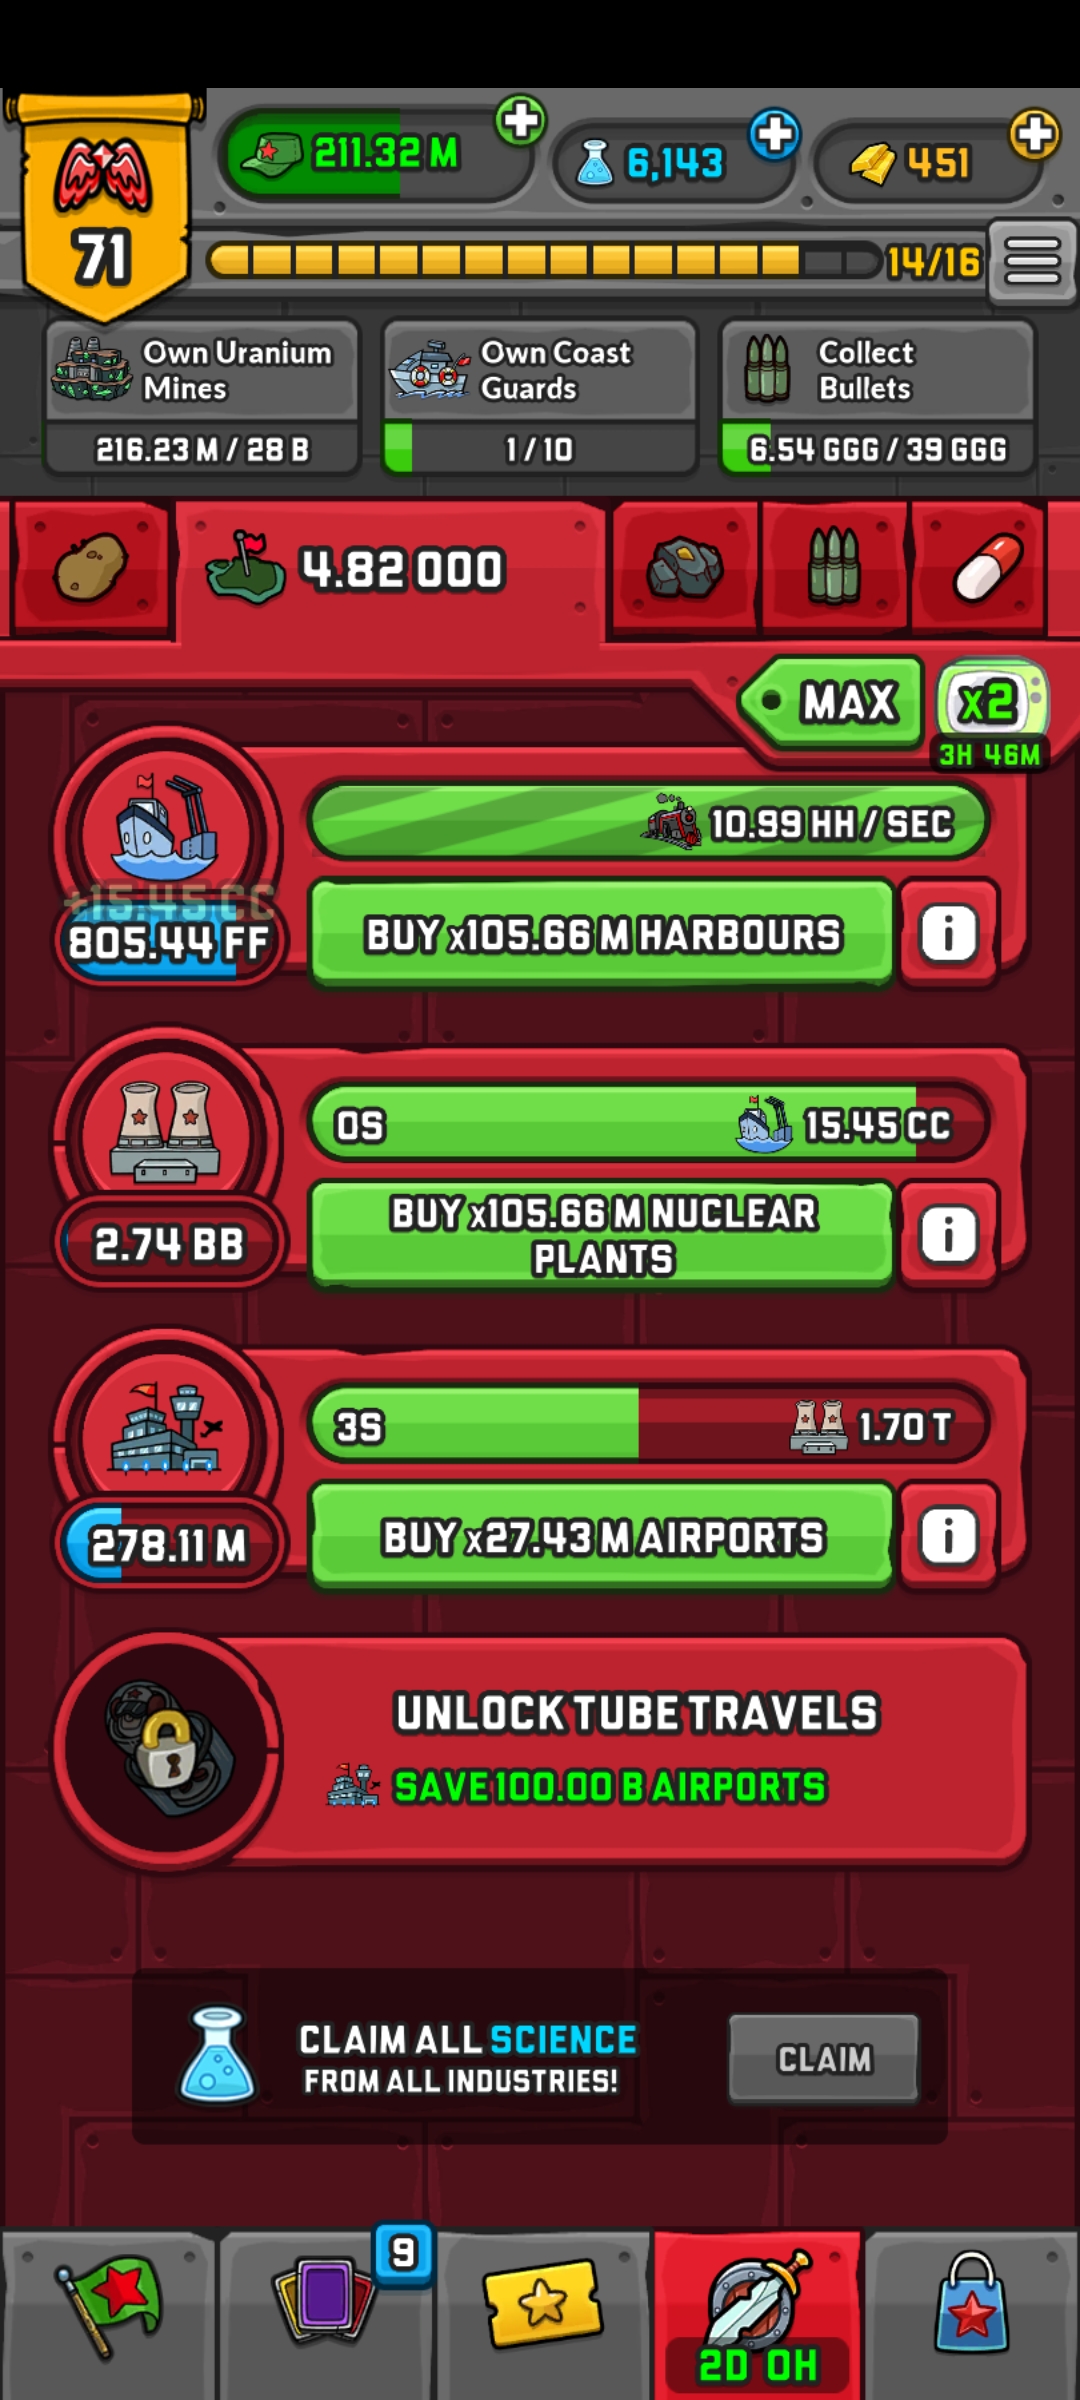 211.32 M
6,143
451
71
14/16
Own Uranium
Mines
216.23 M / 28 B
Own Coast
Guards
1 / 10
Collect
Bullets
6.54 GGG / 39 GGG
4.82 OOO
MAX
x2
3H 46M
10.99 HH / SEC
+15.45 CC
805.44 FF
BUY x105.66 M HARBOURS
i
0S
15.45 CC
2.74 BB
BUY x105.66 M NUCLEAR
PLANTS
i
3S
1.70 T
278.11 M
BUY x27.43 M AIRPORTS
i
UNLOCK TUBE TRAVELS
SAVE 100.00 B AIRPORTS
CLAIM ALL SCIENCE
FROM ALL INDUSTRIES!
CLAIM
9
2D 0H